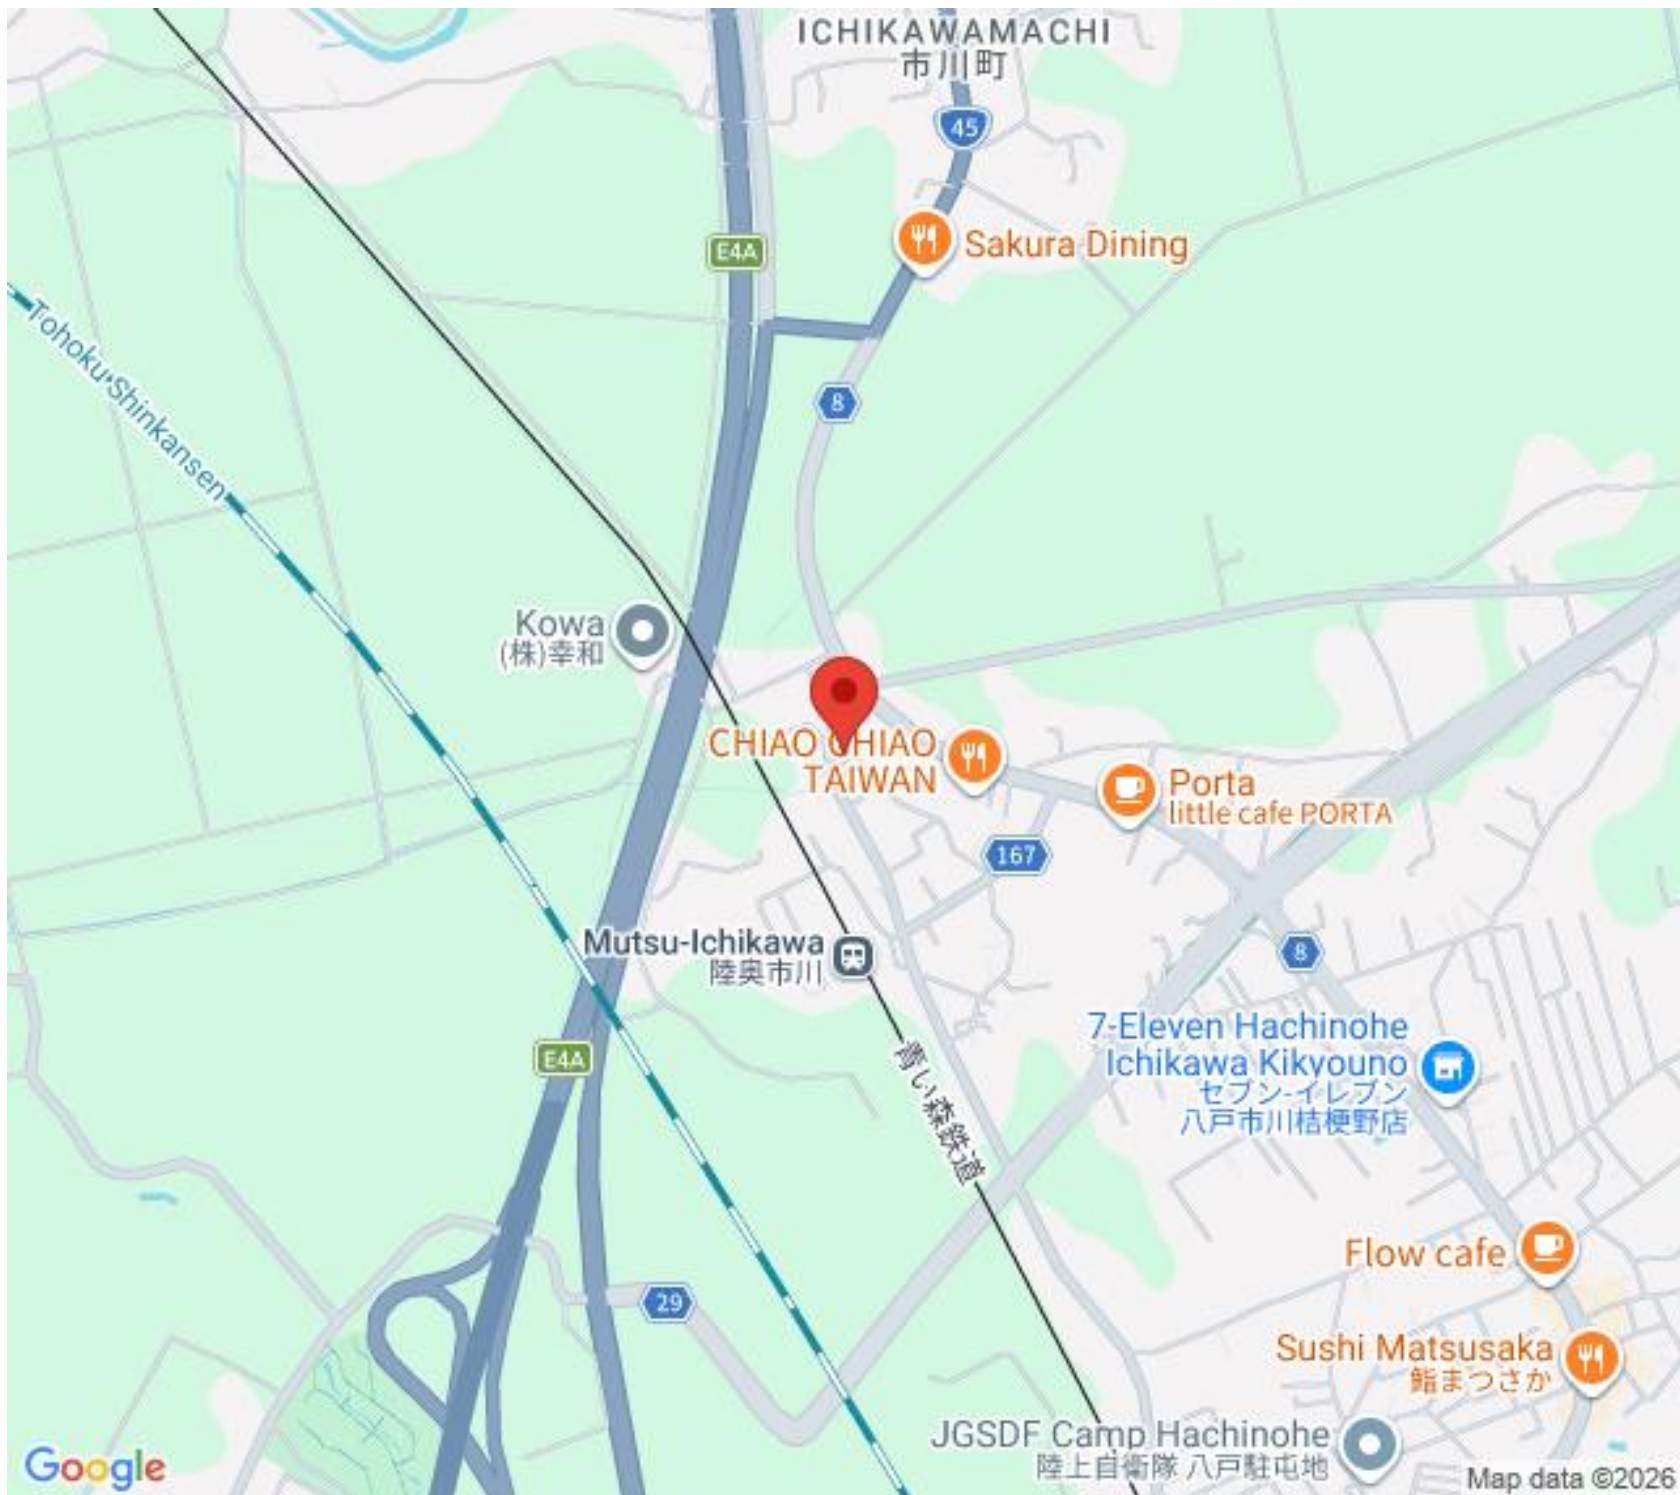 ICHIKAWAMACHI
市川町
45
E4A
Sakura Dining
Tohoku Shinkansen
8
Kowa
(株)幸和
CHIAO CHIAO
TAIWAN
Porta
little cafe PORTA
167
Mutsu-Ichikawa
陸奥市川
8
7-Eleven Hachinohe
Ichikawa Kikyouno
セブン-イレブン
八戸市川桔梗野店
E4A
青い森鉄道
Flow cafe
29
Sushi Matsusaka
鮨まつさか
JGSDF Camp Hachinohe
陸上自衛隊 八戸駐屯地
Google
Map data ©2026